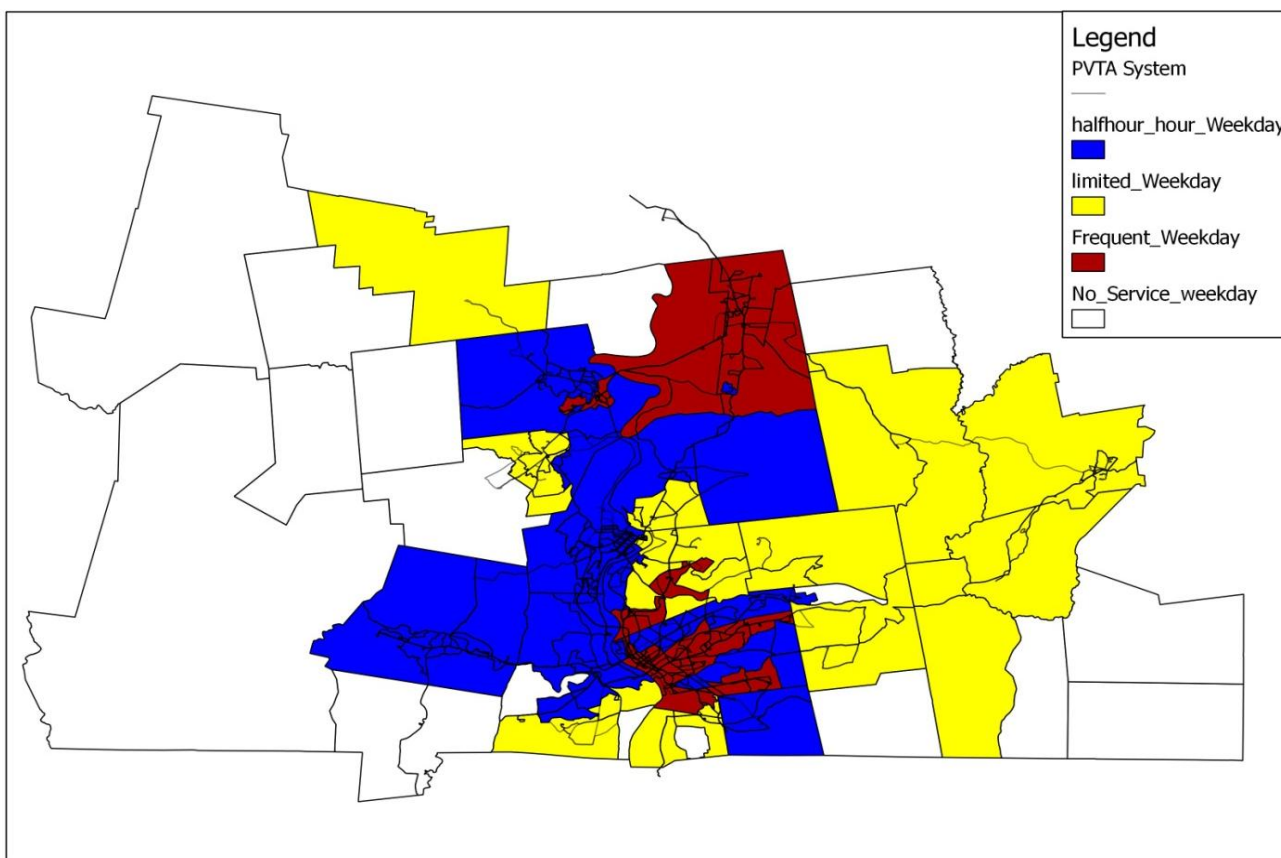 Legend
PVTA System
halfhour_hour_Weekday
limited_Weekday
Frequent_Weekday
No_Service_weekday